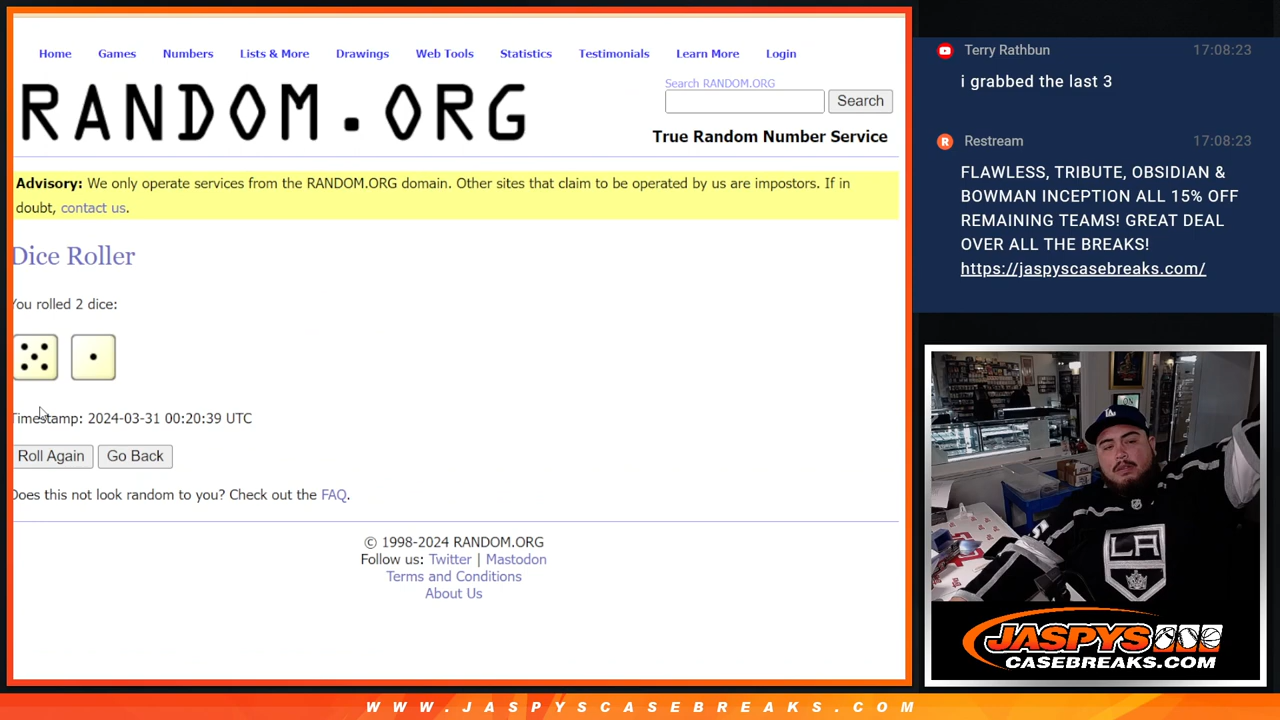 Home Games Numbers Lists & More Drawings Web Tools Statistics Testimonials Learn More Login
RANDOM.ORG
Search RANDOM.ORG
Search
True Random Number Service
Advisory: We only operate services from the RANDOM.ORG domain. Other sites that claim to be operated by us are impostors. If in
doubt, contact us.
Dice Roller
You rolled 2 dice:
Timestamp: 2024-03-31 00:20:39 UTC
Roll Again Go Back
Does this not look random to you? Check out the FAQ.
© 1998-2024 RANDOM.ORG
Follow us: Twitter | Mastodon
Terms and Conditions
About Us
Terry Rathbun 17:08:23
i grabbed the last 3
R Restream 17:08:23
FLAWLESS, TRIBUTE, OBSIDIAN &
BOWMAN INCEPTION ALL 15% OFF
REMAINING TEAMS! GREAT DEAL
OVER ALL THE BREAKS!
https://jaspyscasebreaks.com/
LA
JASPYS
CASEBREAKS.COM
WWW.JASPYSCASEBREAKS.COM